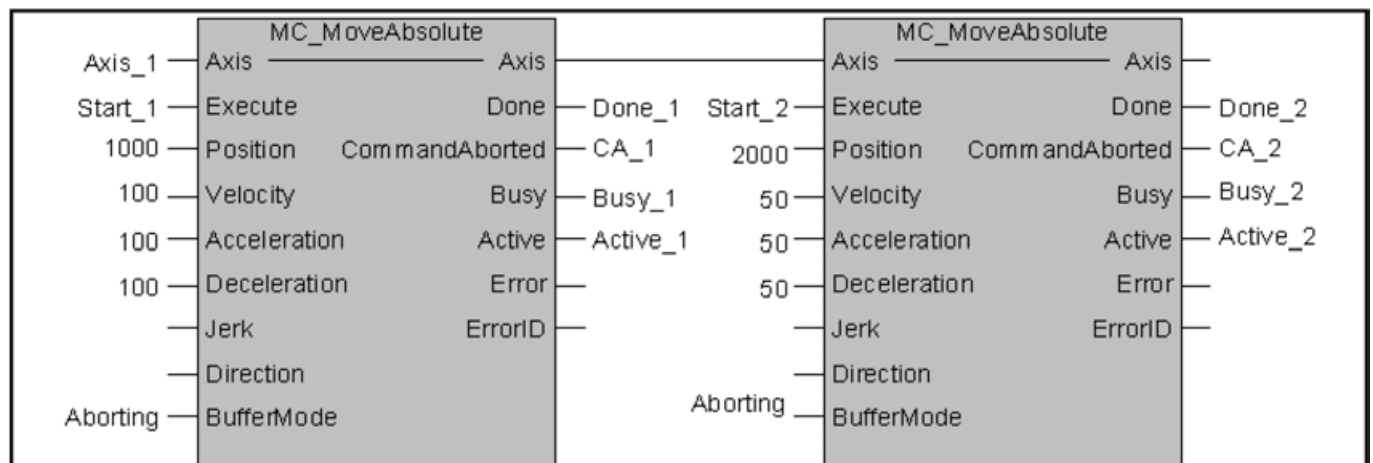 MC_MoveAbsolute MC_MoveAbsolute
Axis_1 Axis Axis Axis Axis
Start_1 Execute Done Done_1 Start_2 Execute Done Done_2
1000 Position CommandAborted CA_1 2000 Position CommandAborted CA_2
100 Velocity Busy Busy_1 50 Velocity Busy Busy_2
100 Acceleration Active Active_1 50 Acceleration Active Active_2
100 Deceleration Error 50 Deceleration Error
Jerk ErrorID Jerk ErrorID
Direction Direction
Aborting BufferMode Aborting BufferMode